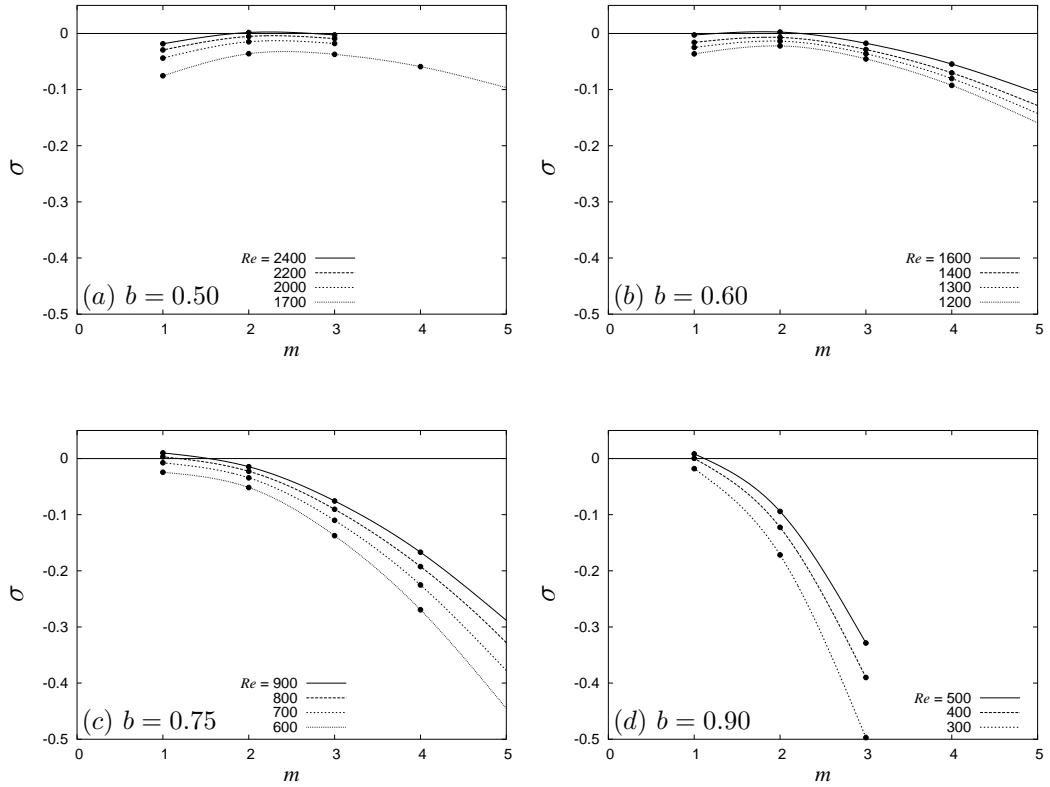 0
-0.1
-0.2
-0.3
-0.4
-0.5
σ
Re = 2400
2200
2000
1700
(a) b = 0.50
0 1 2 3 4 5
m
0
-0.1
-0.2
-0.3
-0.4
-0.5
σ
Re = 1600
1400
1300
1200
(b) b = 0.60
0 1 2 3 4 5
m
0
-0.1
-0.2
-0.3
-0.4
-0.5
σ
Re = 900
800
700
600
(c) b = 0.75
0 1 2 3 4 5
m
0
-0.1
-0.2
-0.3
-0.4
-0.5
σ
Re = 500
400
300
(d) b = 0.90
0 1 2 3 4 5
m